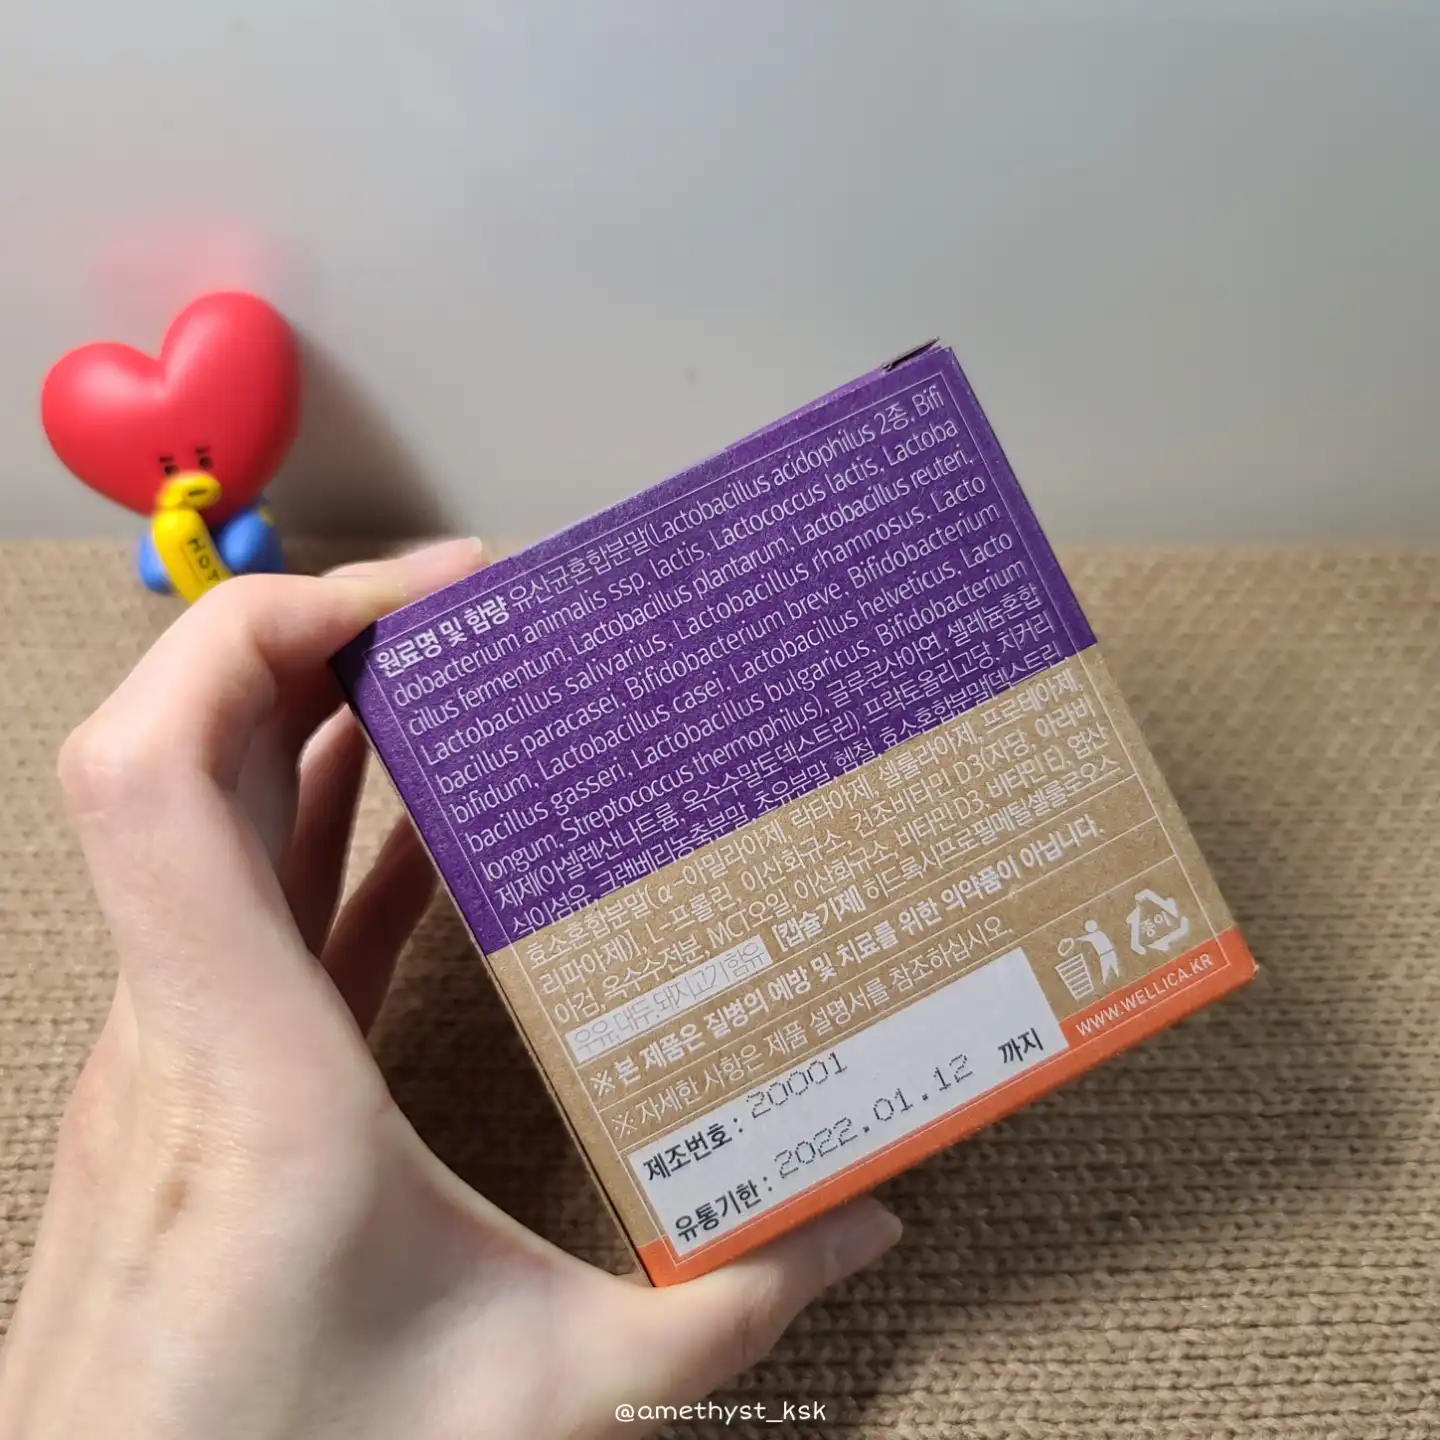 원료명 및 함량 유산균혼합분말(Lactobacillus acidophilus 2종, Bifi
dobacterium animalis ssp. lactis, Lactococcus lactis, Lactoba
cillus fermentum, Lactobacillus plantarum, Lactobacillus reuteri,
Lactobacillus salivarius, Lactobacillus rhamnosus, Lacto
bacillus paracasei, Bifidobacterium breve, Bifidobacterium
bifidum, Lactobacillus casei, Lactobacillus helveticus, Lacto
bacillus gasseri, Lactobacillus bulgaricus, Bifidobacterium
longum, Streptococcus thermophilus), 글루코산아연, 셀레늄혼합
제제(아셀렌산나트륨, 옥수수말토덱스트린), 프락토올리고당, 치커리
식이섬유, 크랜베리농축분말, 초유분말, 헴철, 효소혼합분말[덱스트린,
효소혼합분말(α-아밀라아제, 락타아제, 셀룰라아제, 프로테아제,
리파아제)], L-프롤린, 이산화규소, 건조비타민 D3(자당, 아라비
아검, 옥수수전분, MCT오일, 이산화규소, 비타민D3, 비타민 E), 엽산
우유, 대두, 돼지고기 함유 [캡슐기제] 히드록시프로필메틸셀룰로오스
※ 본 제품은 질병의 예방 및 치료를 위한 의약품이 아닙니다.
※ 자세한 사항은 제품 설명서를 참조하십시오.
종이
제조번호 : 20001
유통기한 : 2022.01.12 까지
WWW.WELLICA.KR
@amethyst_ksk